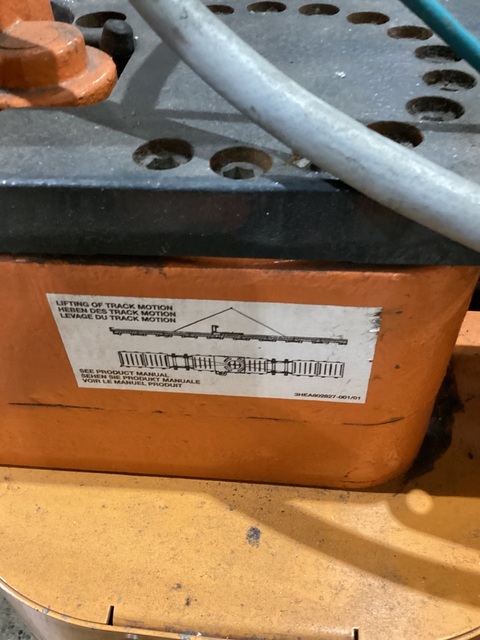 LIFTING OF TRACK MOTION
HEBEN DES TRACK MOTION
LEVAGE DU TRACK MOTION
SEE PRODUCT MANUAL
SEHEN SIE PRODUKT MANUALE
VOIR LE MANUEL PRODUIT
3HEA802827-001/01